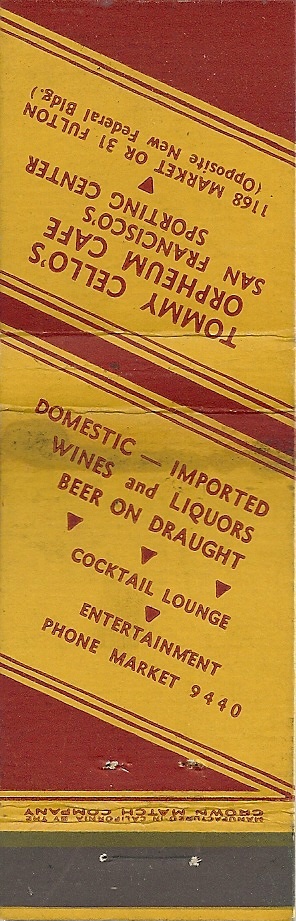 TOMMY CELLO'S
ORPHEUM CAFE
SAN FRANCISCO'S
SPORTING CENTER
1168 MARKET OR 31 FULTON
(Opposite New Federal Bldg.)
DOMESTIC — IMPORTED
WINES and LIQUORS
BEER ON DRAUGHT
COCKTAIL LOUNGE
ENTERTAINMENT
PHONE MARKET 9440
MANUFACTURED IN CALIFORNIA BY THE
CROWN MATCH COMPANY